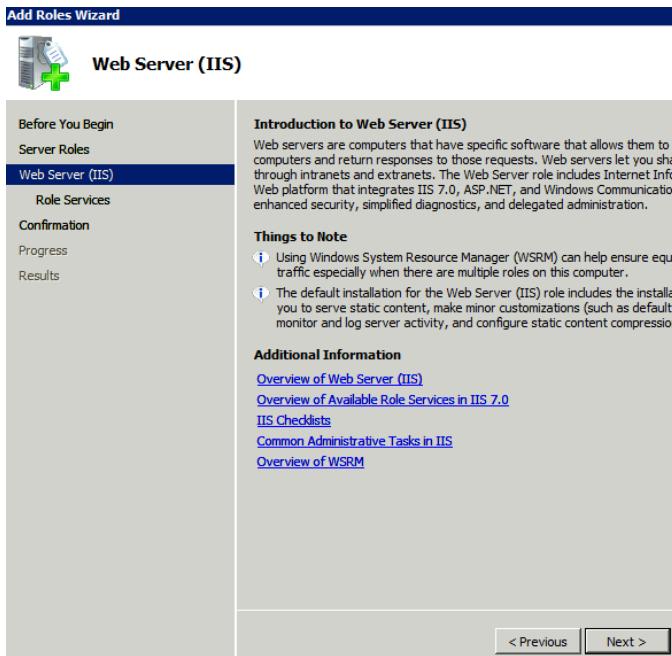 Add Roles Wizard
Web Server (IIS)
Before You Begin
Server Roles
Web Server (IIS)
Role Services
Confirmation
Progress
Results
Introduction to Web Server (IIS)
Web servers are computers that have specific software that allows them to
computers and return responses to those requests. Web servers let you sha
through intranets and extranets. The Web Server role includes Internet Info
Web platform that integrates IIS 7.0, ASP.NET, and Windows Communicatio
enhanced security, simplified diagnostics, and delegated administration.
Things to Note
Using Windows System Resource Manager (WSRM) can help ensure equ
traffic especially when there are multiple roles on this computer.
The default installation for the Web Server (IIS) role includes the installa
you to serve static content, make minor customizations (such as default
monitor and log server activity, and configure static content compressio
Additional Information
Overview of Web Server (IIS)
Overview of Available Role Services in IIS 7.0
IIS Checklists
Common Administrative Tasks in IIS
Overview of WSRM
< Previous
Next >